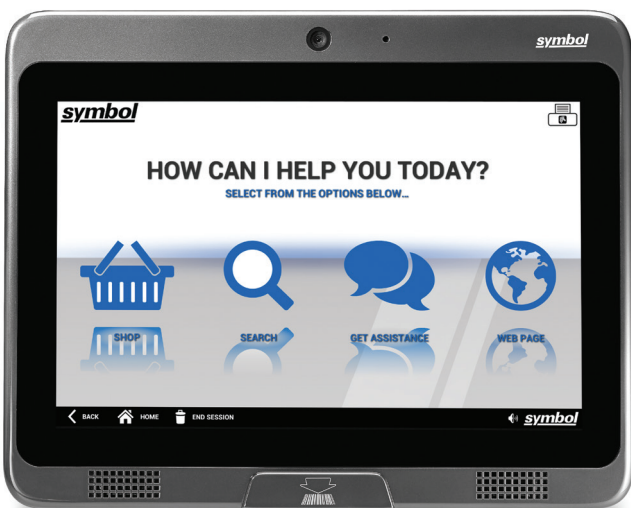 symbol
symbol
HOW CAN I HELP YOU TODAY?
SELECT FROM THE OPTIONS BELOW...
SHOP
SEARCH
GET ASSISTANCE
WEB PAGE
BACK
HOME
END SESSION
symbol